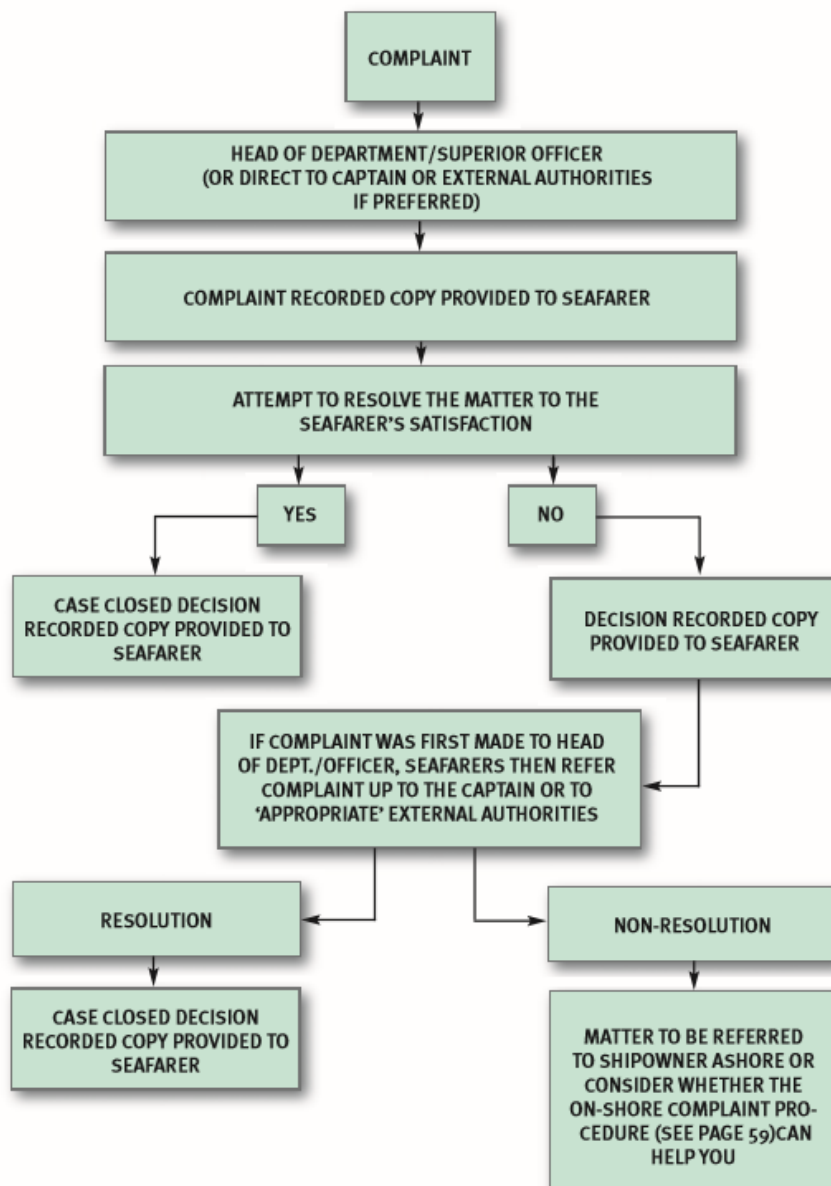 COMPLAINT
HEAD OF DEPARTMENT/SUPERIOR OFFICER
(OR DIRECT TO CAPTAIN OR EXTERNAL AUTHORITIES
IF PREFERRED)
COMPLAINT RECORDED COPY PROVIDED TO SEAFARER
ATTEMPT TO RESOLVE THE MATTER TO THE
SEAFARER'S SATISFACTION
YES
NO
CASE CLOSED DECISION
RECORDED COPY PROVIDED TO
SEAFARER
DECISION RECORDED COPY
PROVIDED TO SEAFARER
IF COMPLAINT WAS FIRST MADE TO HEAD
OF DEPT./OFFICER, SEAFARERS THEN REFER
COMPLAINT UP TO THE CAPTAIN OR TO
‘APPROPRIATE’ EXTERNAL AUTHORITIES
RESOLUTION
NON-RESOLUTION
CASE CLOSED DECISION
RECORDED COPY PROVIDED TO
SEAFARER
MATTER TO BE REFERRED
TO SHIPOWNER ASHORE OR
CONSIDER WHETHER THE
ON-SHORE COMPLAINT PRO-
CEDURE (SEE PAGE 59)CAN
HELP YOU